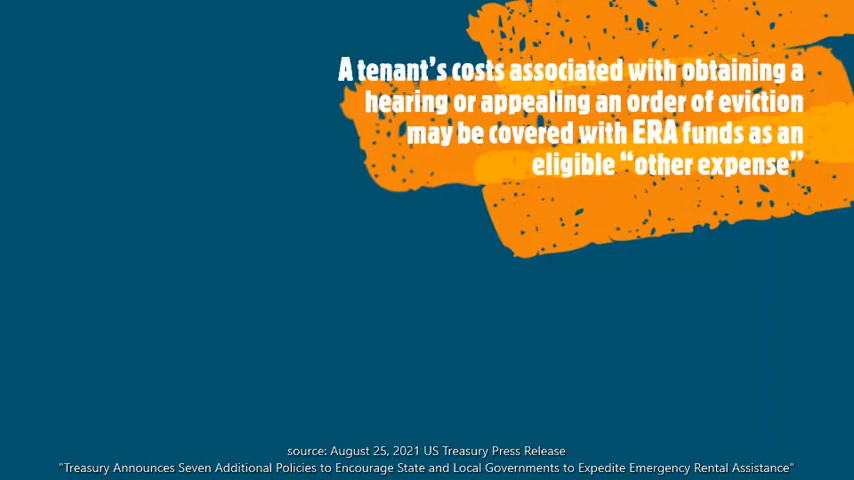 A tenant’s costs associated with obtaining a
hearing or appealing an order of eviction
may be covered with ERA funds as an
eligible “other expense”
source: August 25, 2021 US Treasury Press Release
"Treasury Announces Seven Additional Policies to Encourage State and Local Governments to Expedite Emergency Rental Assistance"